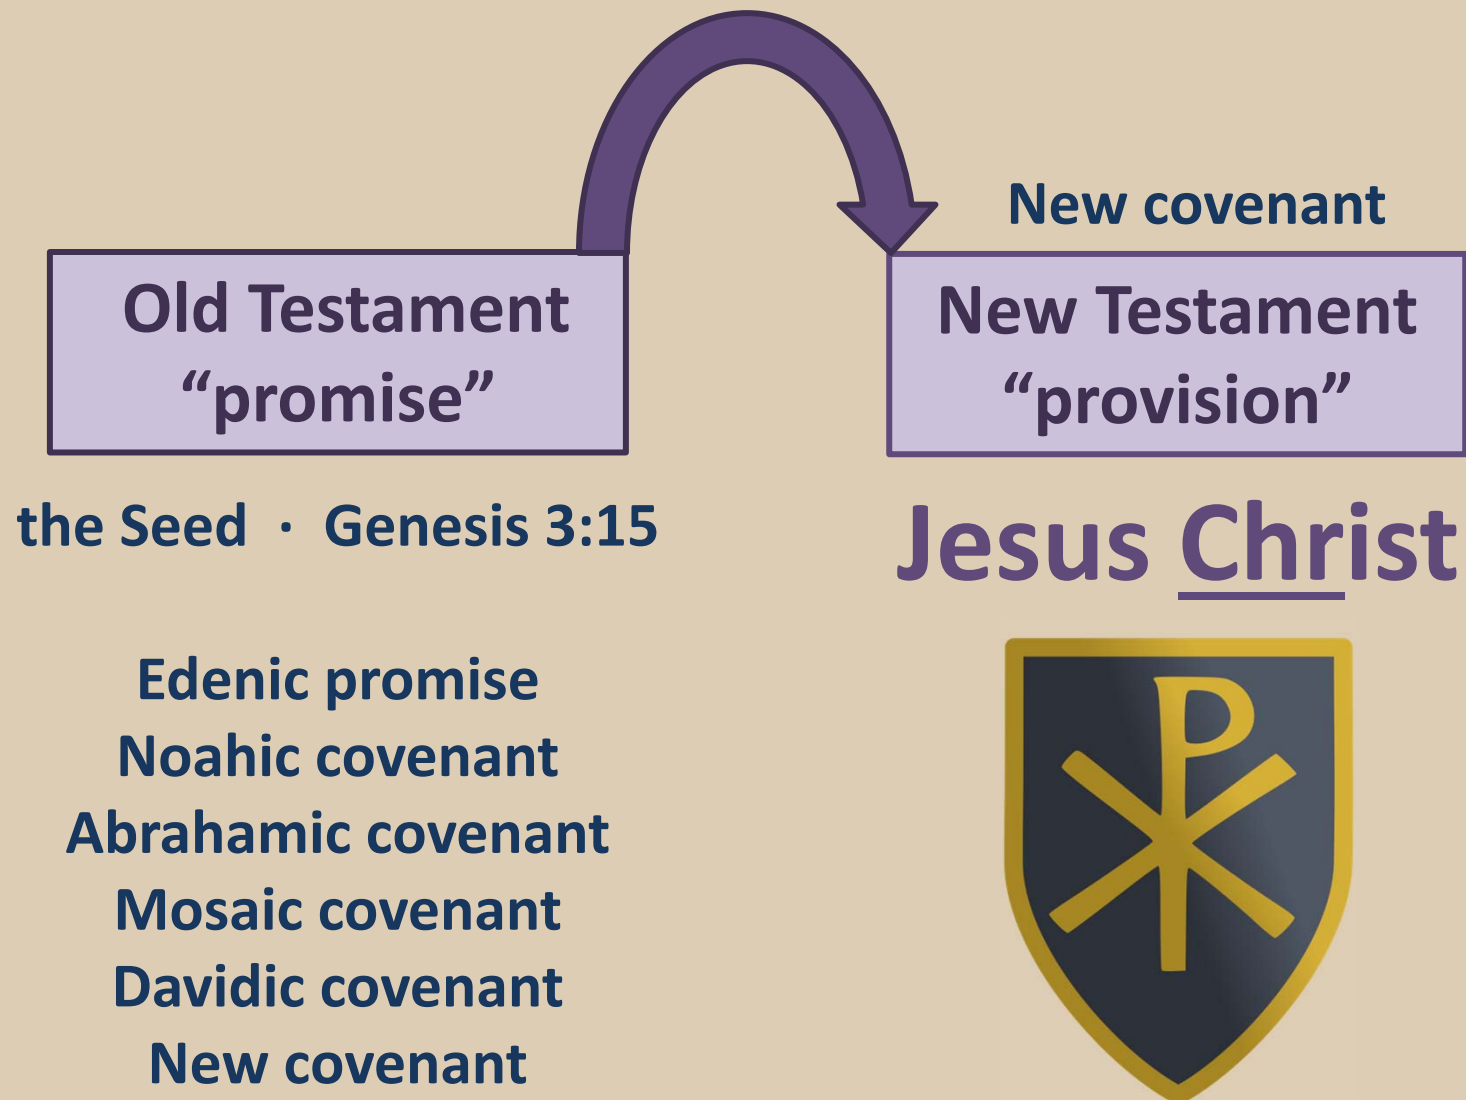 New covenant
Old Testament
“promise”
New Testament
“provision”
the Seed · Genesis 3:15
Jesus Christ
Edenic promise
Noahic covenant
Abrahamic covenant
Mosaic covenant
Davidic covenant
New covenant